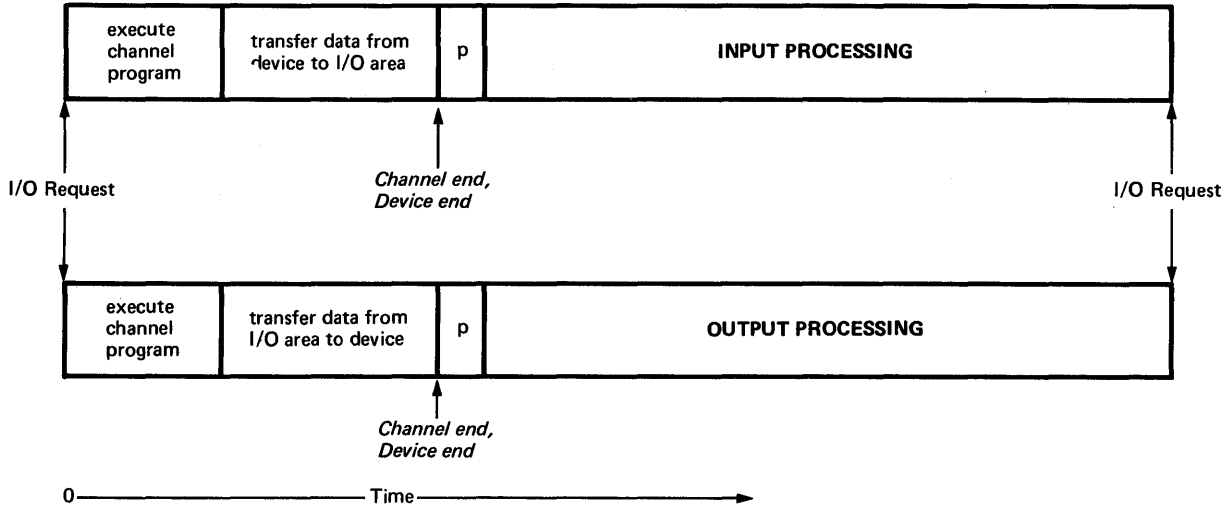 execute
channel
program
transfer data from
device to I/O area
p
INPUT PROCESSING
I/O Request
Channel end,
Device end
I/O Request
execute
channel
program
transfer data from
I/O area to device
p
OUTPUT PROCESSING
Channel end,
Device end
0 Time